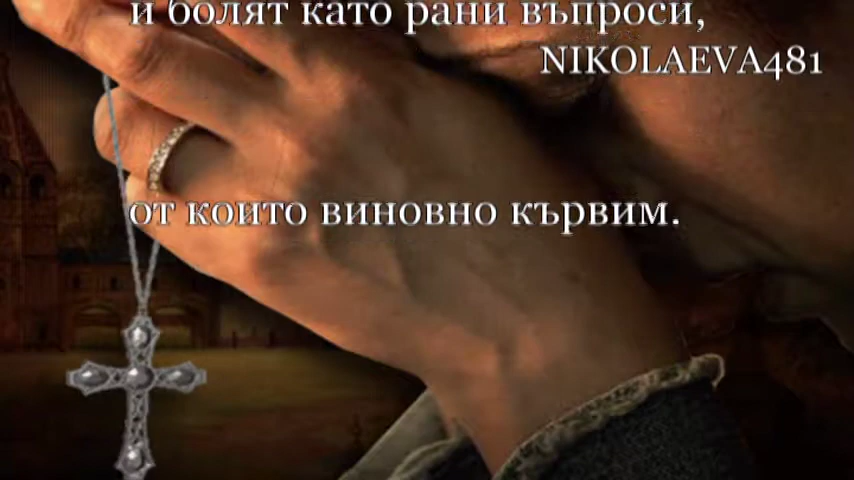 и болят като рани въпроси,
NIKOLAEVA481
от които виновно кървим.